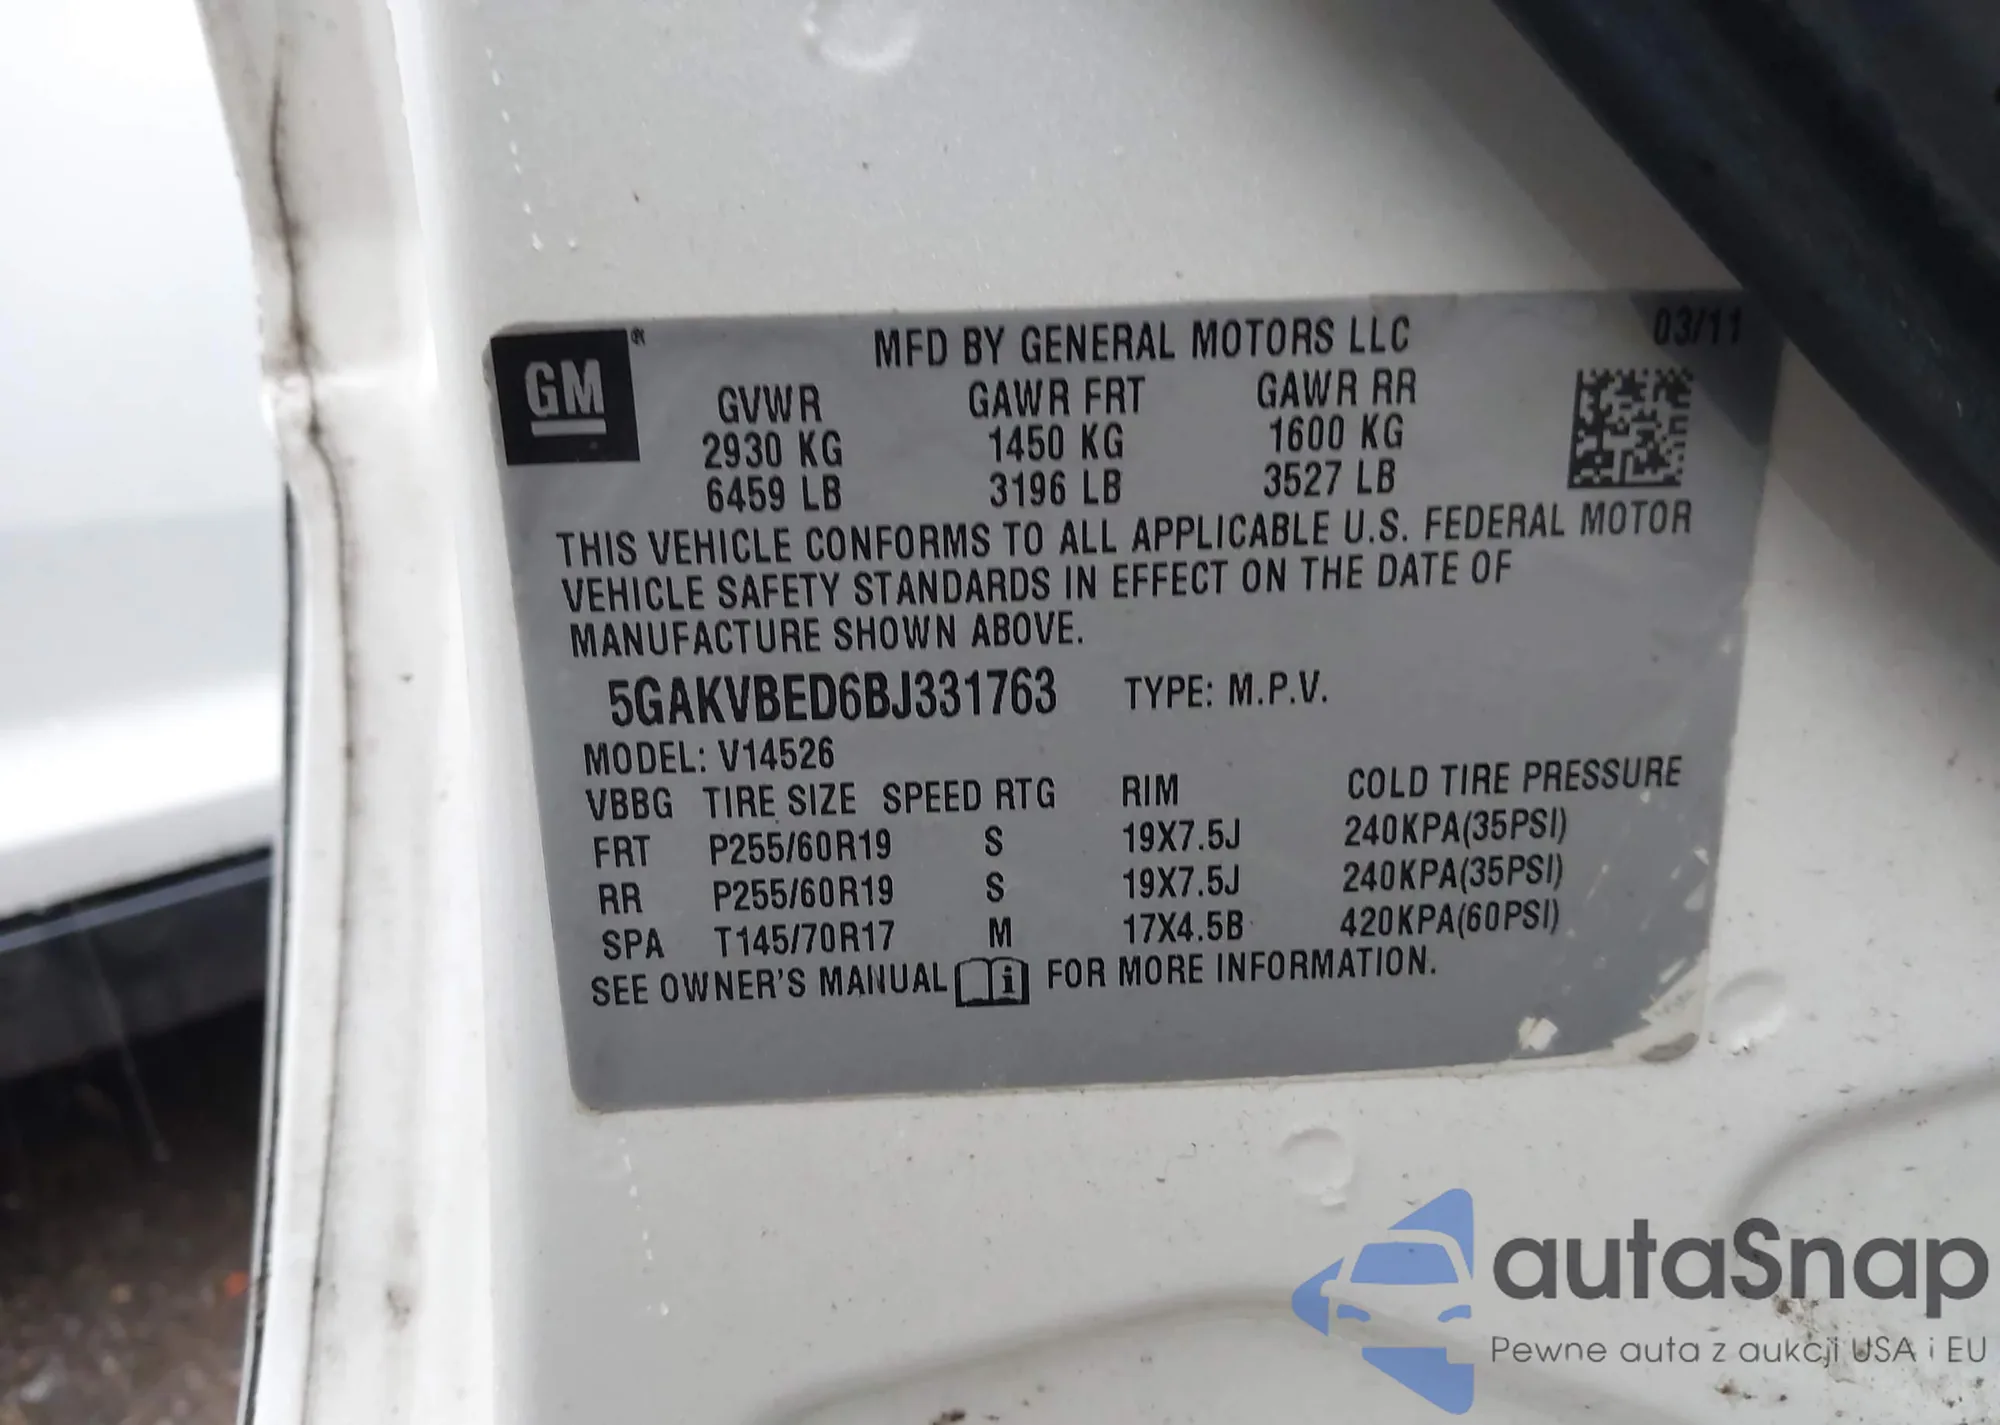 GM ®
MFD BY GENERAL MOTORS LLC 03/11
GVWR GAWR FRT GAWR RR
2930 KG 1450 KG 1600 KG
6459 LB 3196 LB 3527 LB
THIS VEHICLE CONFORMS TO ALL APPLICABLE U.S. FEDERAL MOTOR
VEHICLE SAFETY STANDARDS IN EFFECT ON THE DATE OF
MANUFACTURE SHOWN ABOVE.
5GAKVBED6BJ331763 TYPE: M.P.V.
MODEL: V14526
VBBG TIRE SIZE SPEED RTG RIM COLD TIRE PRESSURE
FRT P255/60R19 S 19X7.5J 240KPA(35PSI)
RR P255/60R19 S 19X7.5J 240KPA(35PSI)
SPA T145/70R17 M 17X4.5B 420KPA(60PSI)
SEE OWNER'S MANUAL i FOR MORE INFORMATION.
autaSnap
Pewne auta z aukcji USA i EU